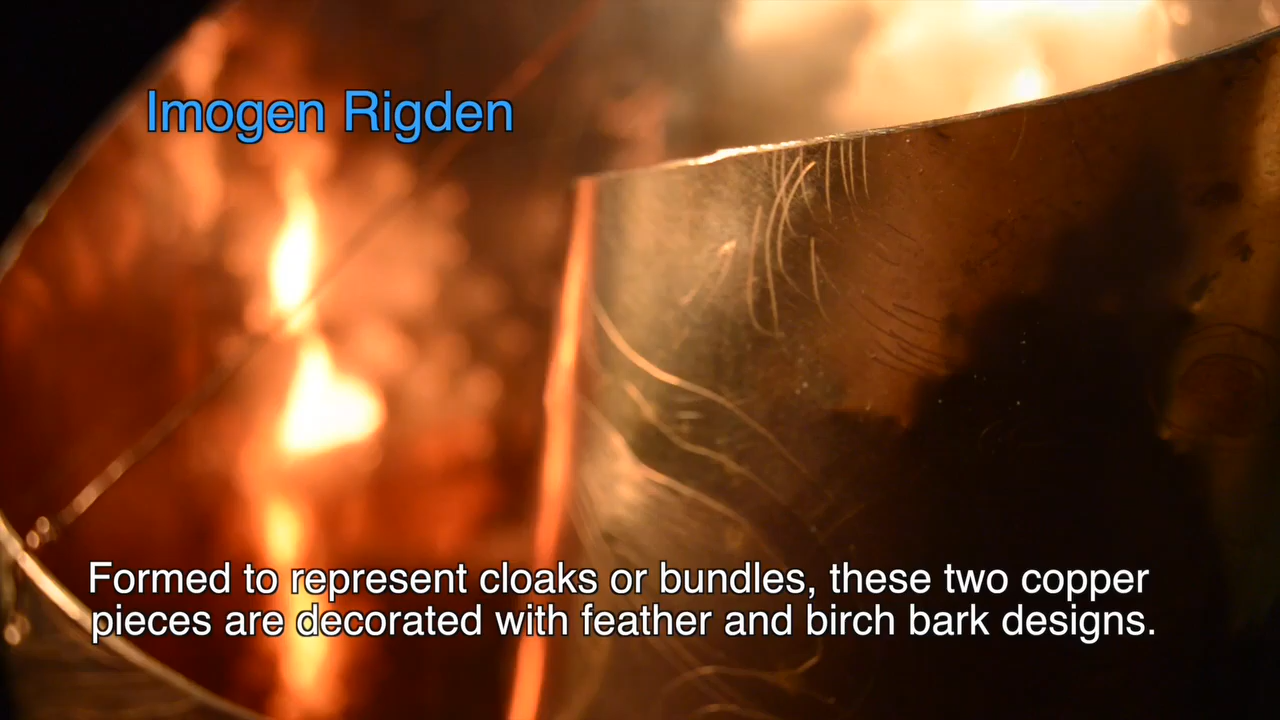 Imogen Rigden
Formed to represent cloaks or bundles, these two copper
pieces are decorated with feather and birch bark designs.